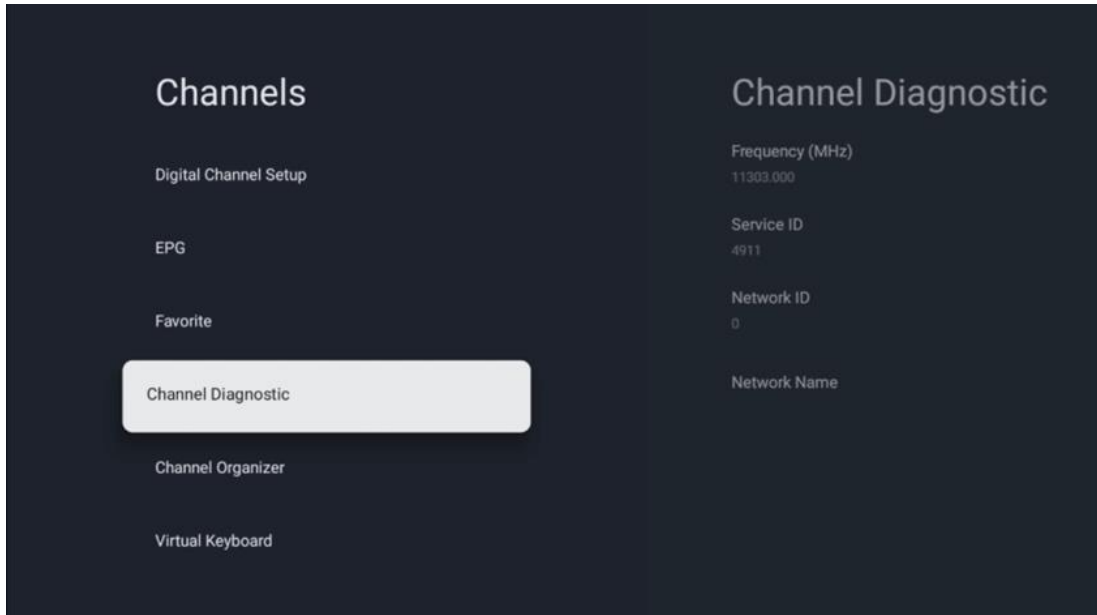 Channels
Digital Channel Setup
EPG
Favorite
Channel Diagnostic
Channel Organizer
Virtual Keyboard
Channel Diagnostic
Frequency (MHz)
11303.000
Service ID
4911
Network ID
0
Network Name